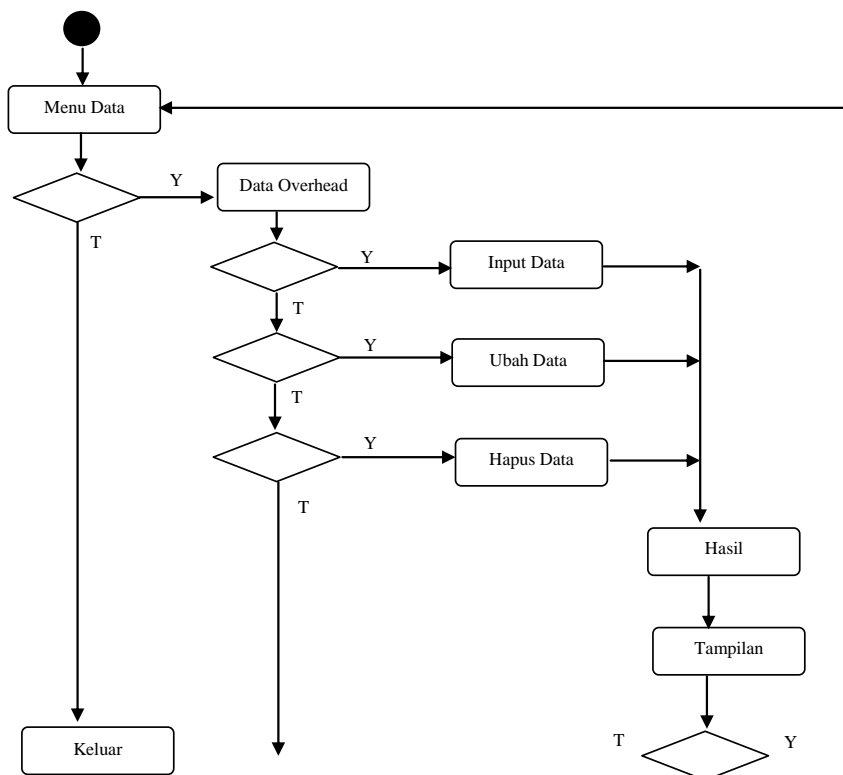 Menu Data
Y
Data Overhead
T
Y
Input Data
T
Y
Ubah Data
T
Y
Hapus Data
T
Hasil
Tampilan
Keluar
T
Y